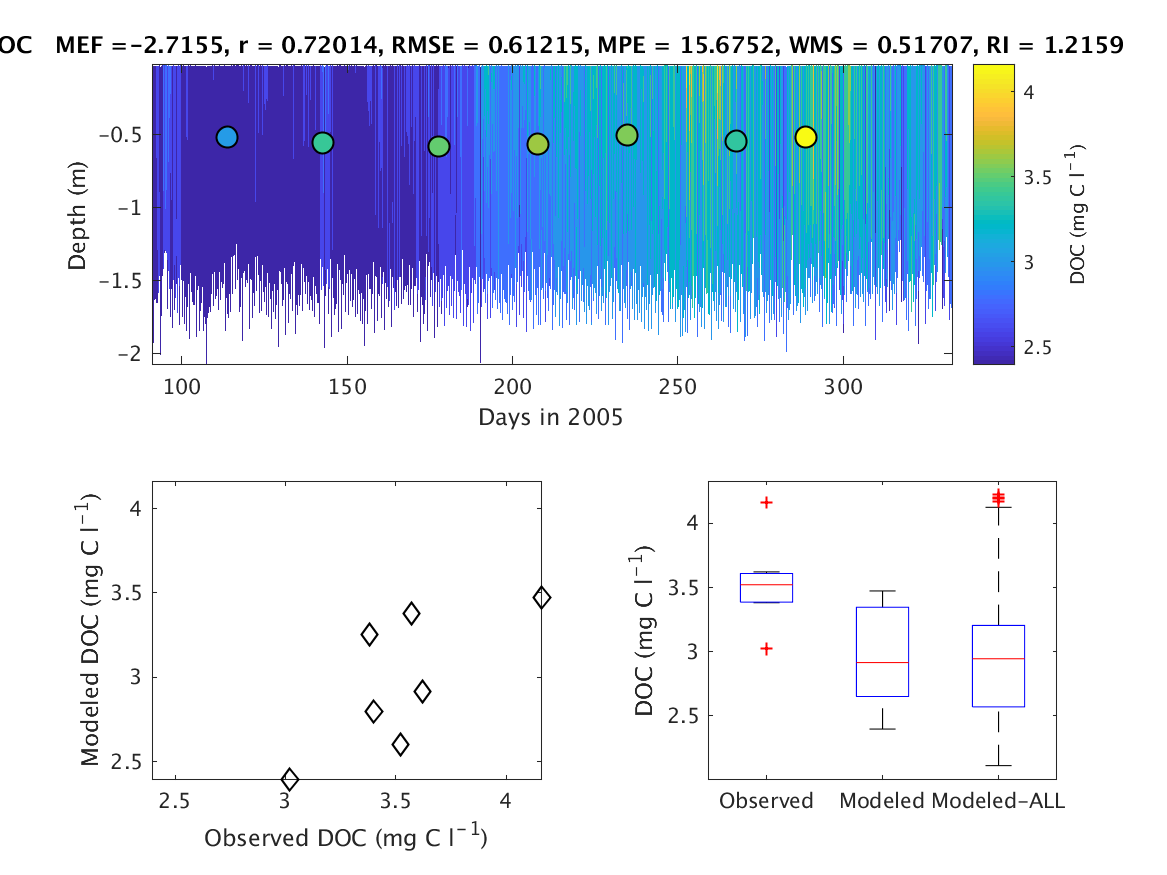 OC MEF =-2.7155, r = 0.72014, RMSE = 0.61215, MPE = 15.6752, WMS = 0.51707, RI = 1.2159
Depth (m)
-0.5
-1
-1.5
-2
100 150 200 250 300
Days in 2005
4
3.5
3
2.5
DOC (mg C l⁻¹)
Modeled DOC (mg C l⁻¹)
4
3.5
3
2.5
2.5 3 3.5 4
Observed DOC (mg C l⁻¹)
DOC (mg C l⁻¹)
4
3.5
3
2.5
Observed Modeled Modeled-ALL